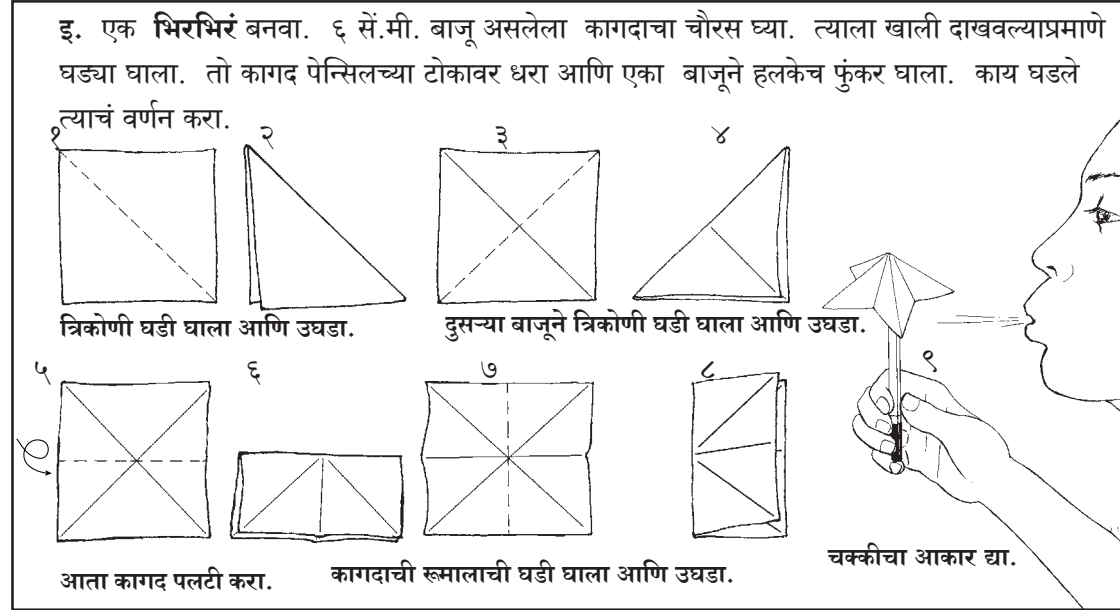 इ. एक भिरभिरं बनवा. ६ सें.मी. बाजू असलेला कागदाचा चौरस घ्या. त्याला खाली दाखवल्याप्रमाणे
घड्या घाला. तो कागद पेन्सिलच्या टोकावर धरा आणि एका बाजूने हलकेच फुंकर घाला. काय घडले
त्याचं वर्णन करा.
१ २ ३ ४
त्रिकोणी घडी घाला आणि उघडा. दुसऱ्या बाजूने त्रिकोणी घडी घाला आणि उघडा.
५ ६ ७ ८ ९
आता कागद पलटी करा. कागदाची रूमालाची घडी घाला आणि उघडा. चक्कीचा आकार द्या.